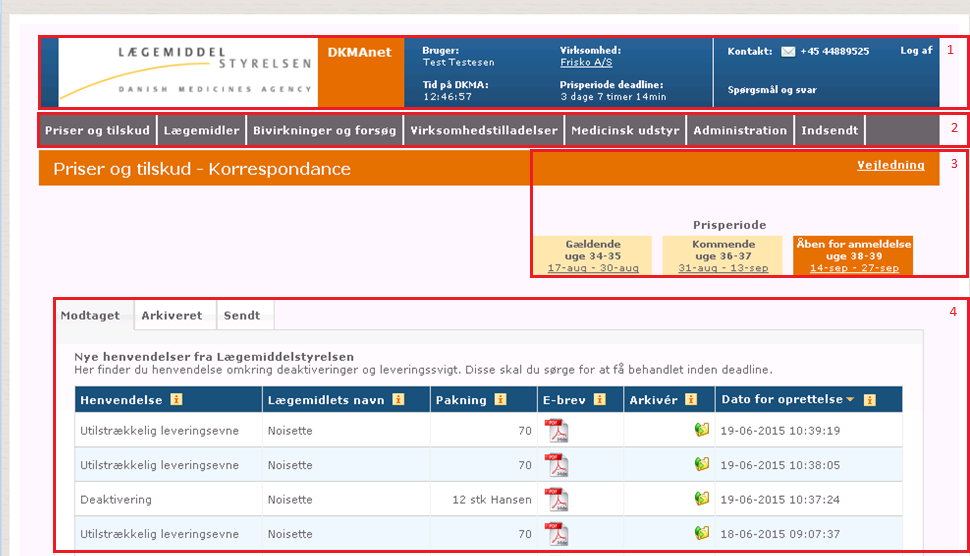 LÆGEMIDDEL
STYRELSEN
DANISH MEDICINES AGENCY
DKMAnet
Bruger:
Test Testesen
Tid på DKMA:
12:46:57
Virksomhed:
Frisko A/S
Prisperiode deadline:
3 dage 7 timer 14min
Kontakt: +45 44889525
Spørgsmål og svar
Log af
1
Priser og tilskud Lægemidler Bivirkninger og forsøg Virksomhedstilladelser Medicinsk udstyr Administration Indsendt
2
Priser og tilskud - Korrespondance
Vejledning
3
Prisperiode
Gældende
uge 34-35
17-aug - 30-aug
Kommende
uge 36-37
31-aug - 13-sep
Åben for anmeldelse
uge 38-39
14-sep - 27-sep
4
Modtaget Arkiveret Sendt
Nye henvendelser fra Lægemiddelstyrelsen
Her finder du henvendelse omkring deaktiveringer og leveringssvigt. Disse skal du sørge for at få behandlet inden deadline.
Henvendelse Lægemidlets navn Pakning E-brev Arkivér Dato for oprettelse
Utilstrækkelig leveringsevne Noisette 70 19-06-2015 10:39:19
Utilstrækkelig leveringsevne Noisette 70 19-06-2015 10:38:05
Deaktivering Noisette 12 stk Hansen 19-06-2015 10:37:24
Utilstrækkelig leveringsevne Noisette 70 18-06-2015 09:07:37